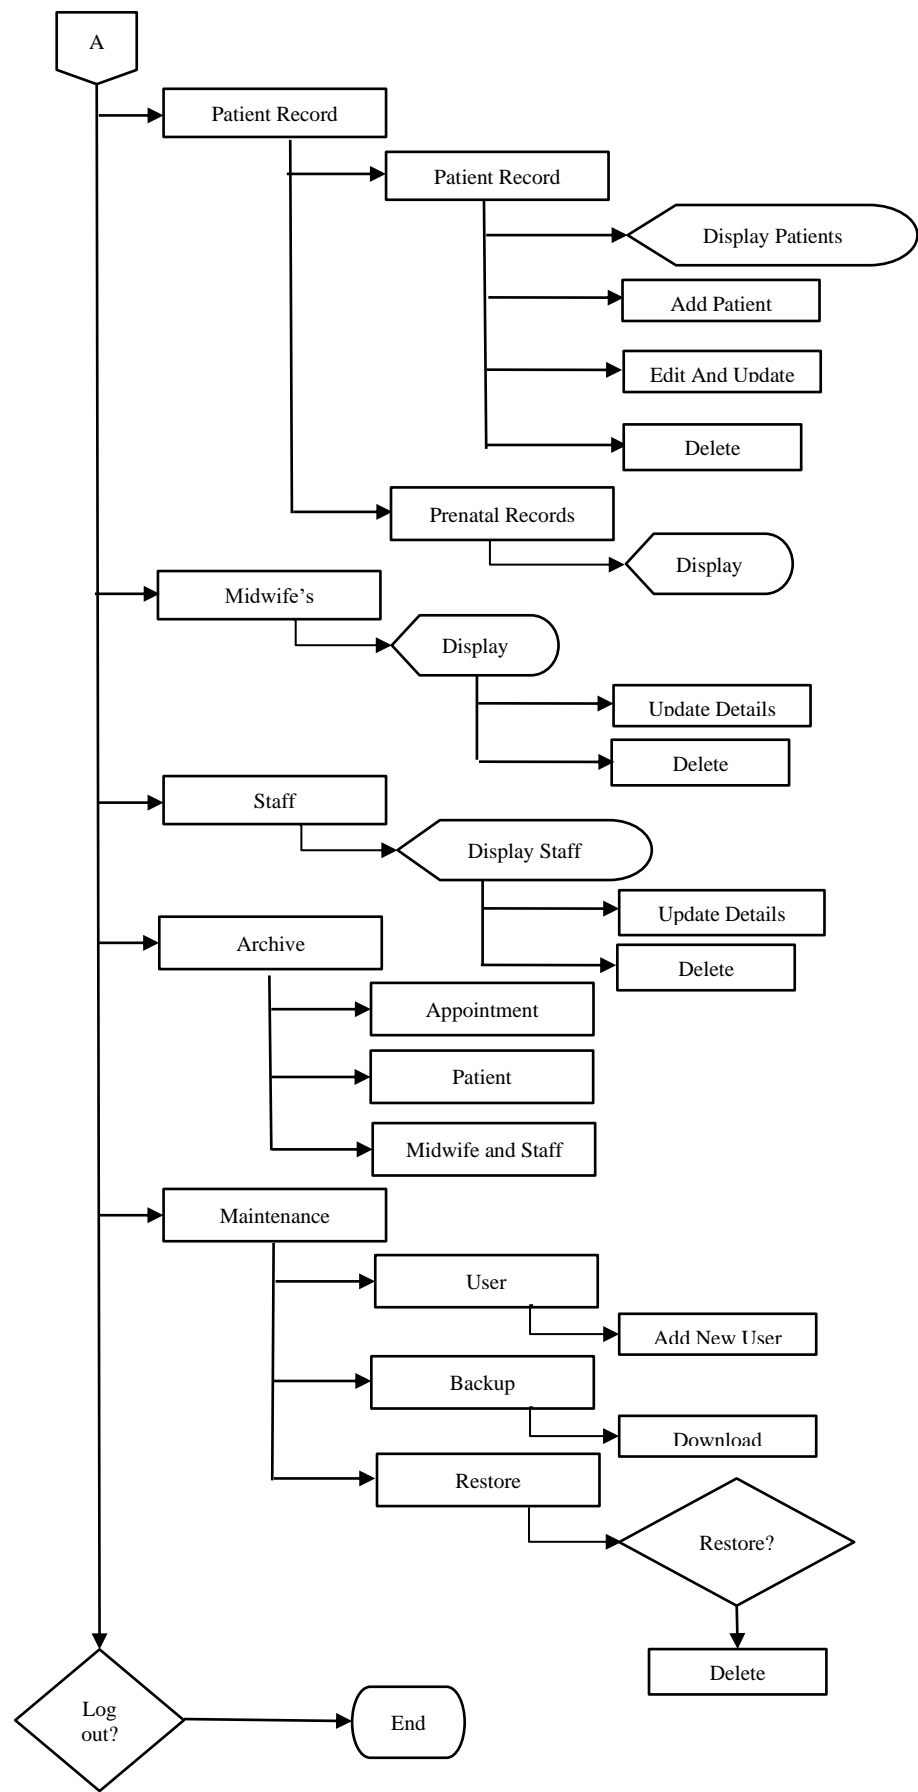 A
Patient Record
Patient Record
Display Patients
Add Patient
Edit And Update
Delete
Prenatal Records
Display
Midwife’s
Display
Update Details
Delete
Staff
Display Staff
Update Details
Archive
Delete
Appointment
Patient
Midwife and Staff
Maintenance
User
Add New User
Backup
Download
Restore
Restore?
Delete
Log
out?
End